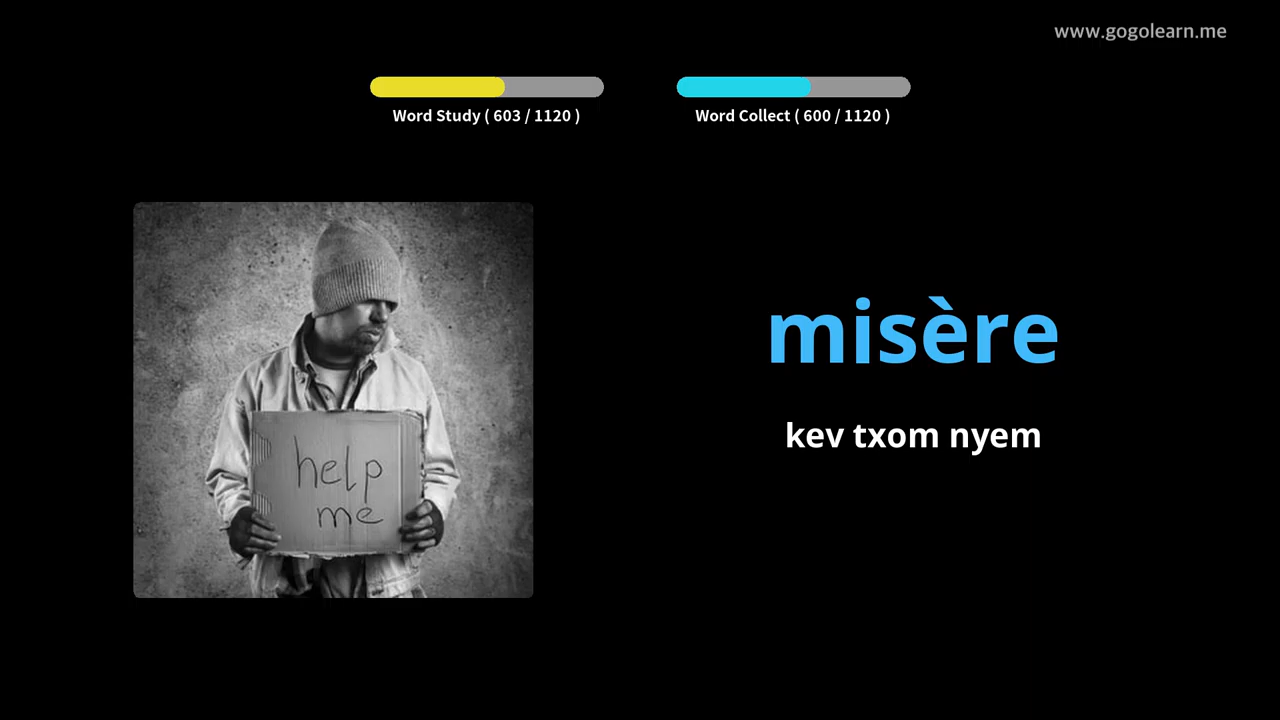 www.gogolearn.me
Word Study ( 603 / 1120 )
Word Collect ( 600 / 1120 )
help
me
misère
kev txom nyem